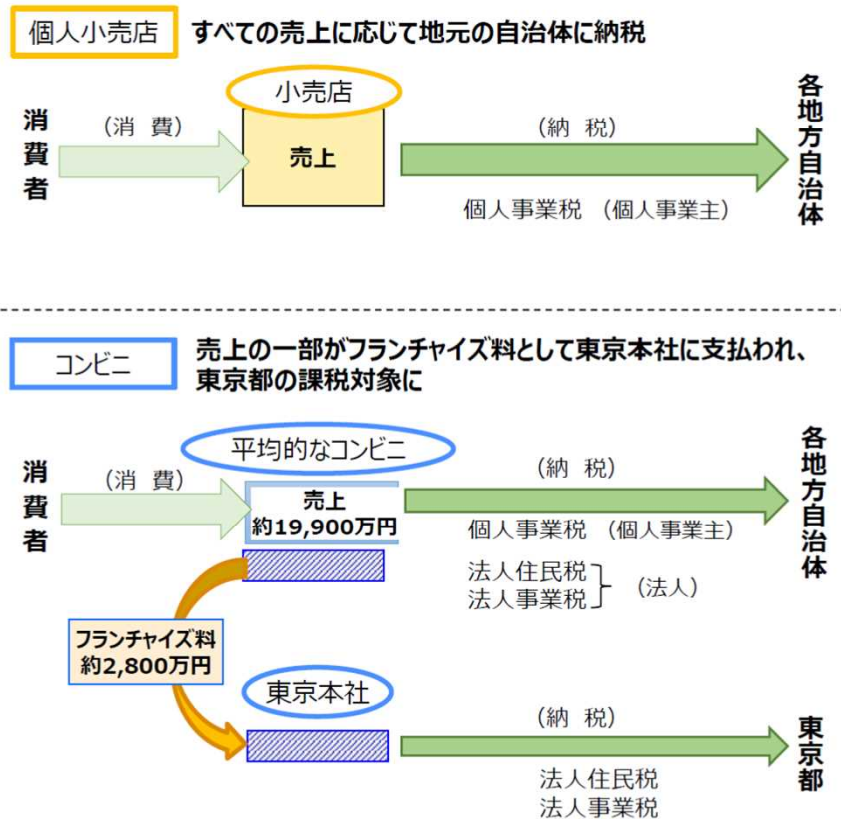 個人小売店
すべての売上に応じて地元の自治体に納税
小売店
消費者
（消　費）
売上
（納　税）
個人事業税　（個人事業主）
各地方自治体
コンビニ
売上の一部がフランチャイズ料として東京本社に支払われ、
東京都の課税対象に
平均的なコンビニ
消費者
（消　費）
売上
約19,900万円
（納　税）
個人事業税　（個人事業主）
法人住民税
法人事業税
（法人）
各地方自治体
フランチャイズ料
約2,800万円
東京本社
（納　税）
法人住民税
法人事業税
東京都